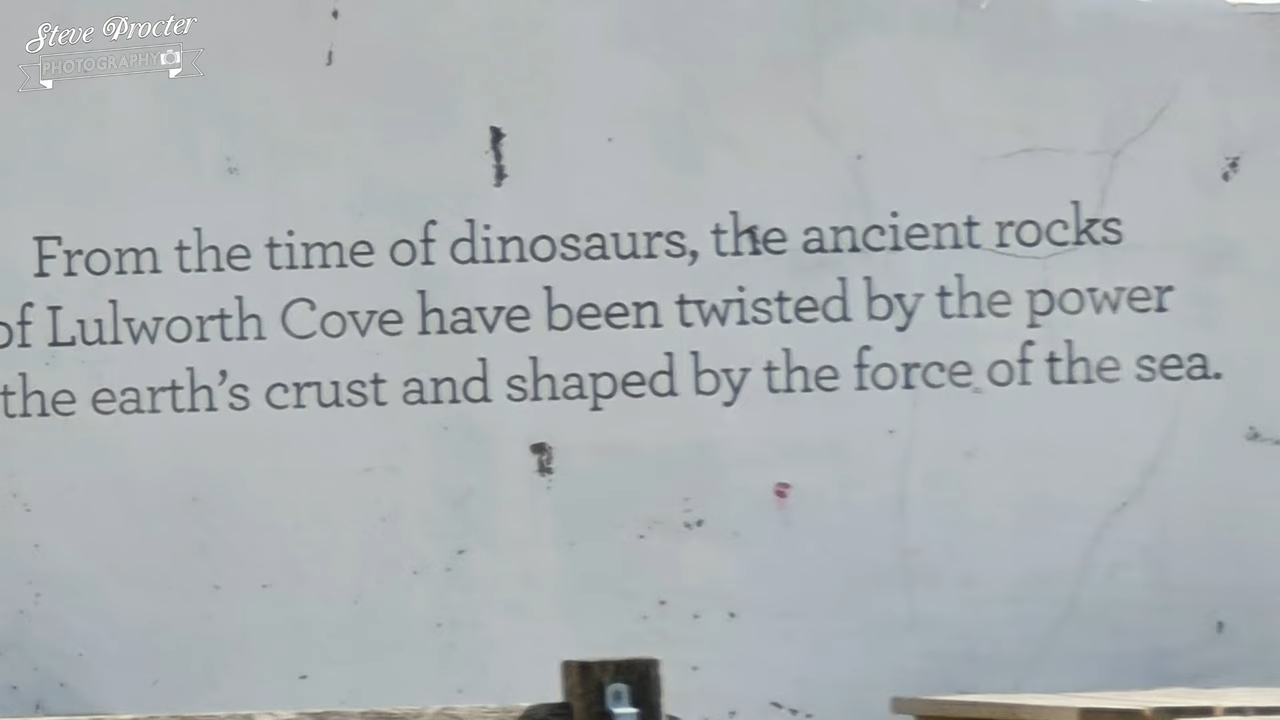 Steve Procter
PHOTOGRAPHY
From the time of dinosaurs, the ancient rocks
of Lulworth Cove have been twisted by the power
the earth’s crust and shaped by the force of the sea.